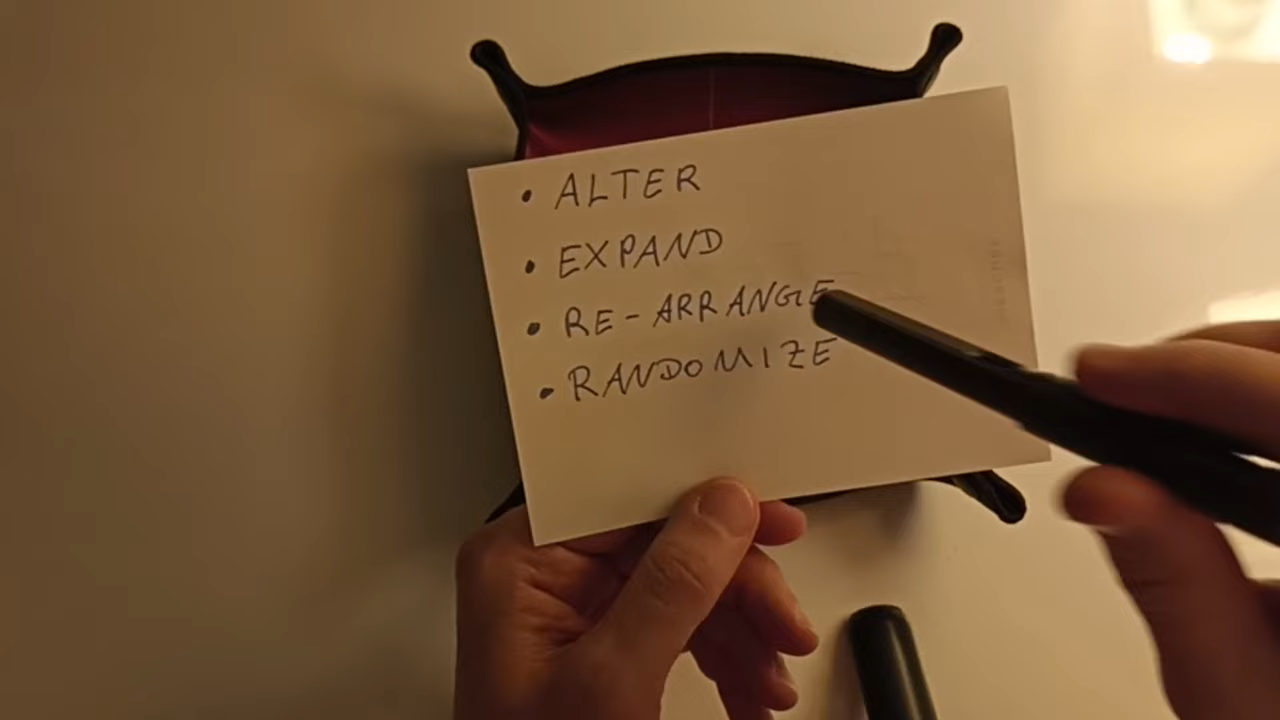 • ALTER
• EXPAND
• RE-ARRANGE
• RANDOMIZE